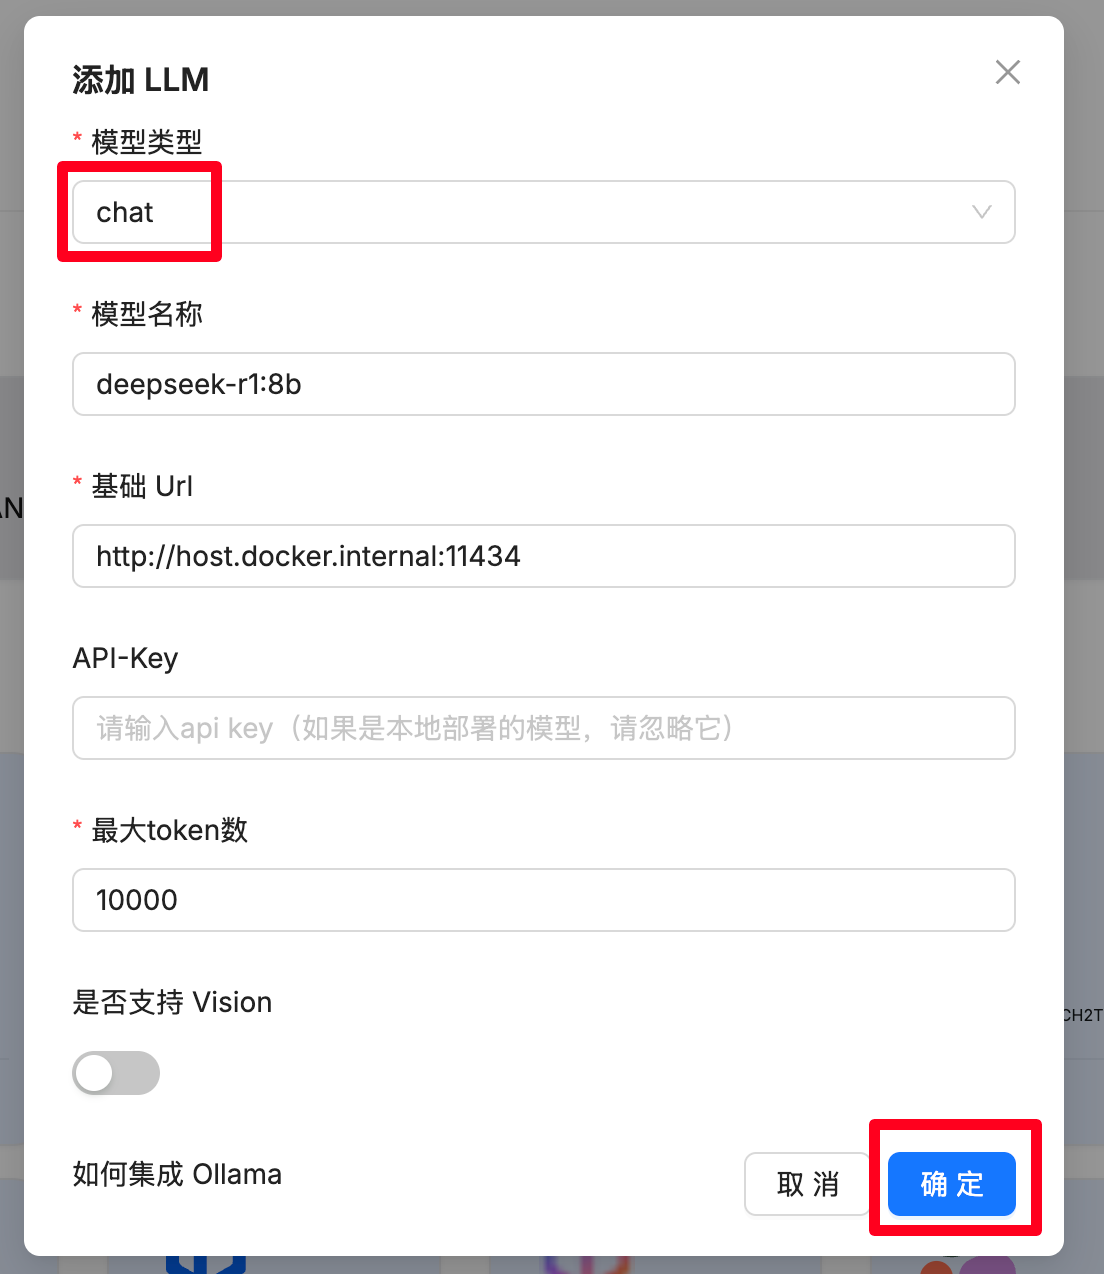 添加 LLM
* 模型类型
chat
* 模型名称
deepseek-r1:8b
* 基础 Url
http://host.docker.internal:11434
API-Key
请输入api key（如果是本地部署的模型，请忽略它）
* 最大token数
10000
是否支持 Vision
CH2T
如何集成 Ollama
取 消
确 定